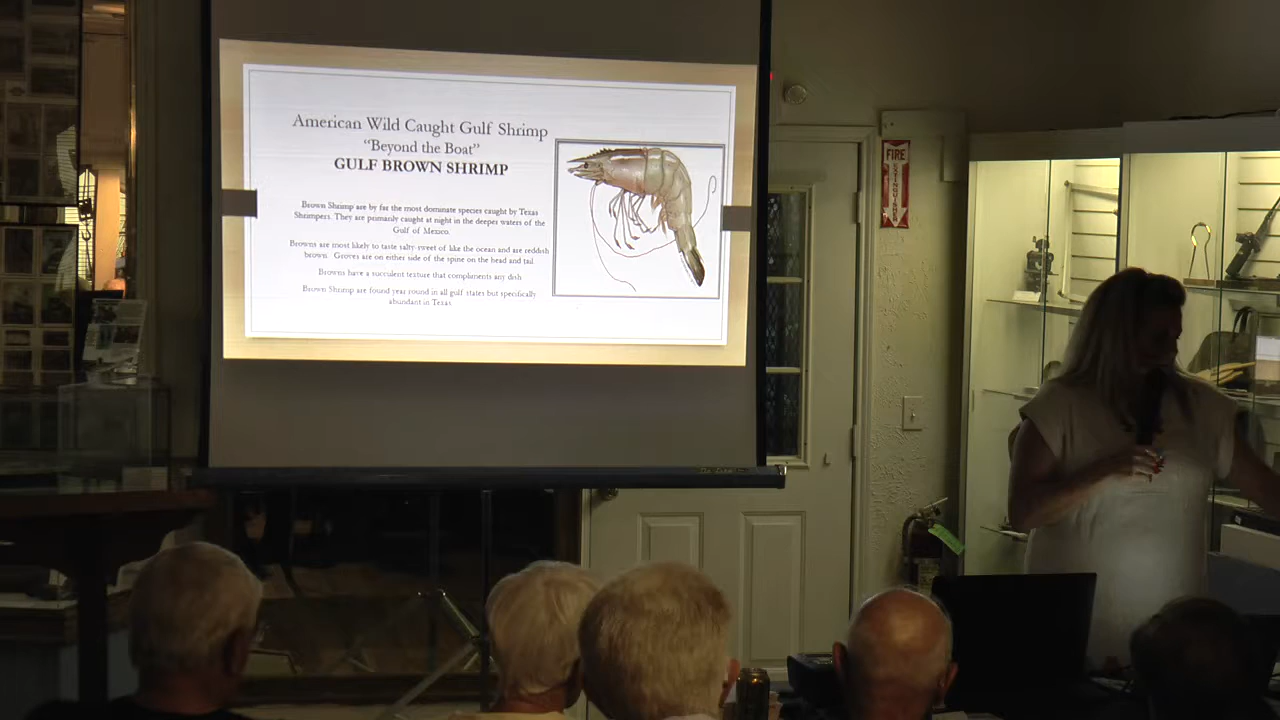 American Wild Caught Gulf Shrimp
“Beyond the Boat”
GULF BROWN SHRIMP
Brown Shrimp are by far the most dominate species caught by Texas
Shrimpers. They are primarily caught at night in the deeper waters of the
Gulf of Mexico
Browns are most likely to taste salty-sweet of like the ocean and are reddish
brown. Groves are on either side of the spine on the head and tail
Browns have a succulent texture that compliments any dish
Brown Shrimp are found year round in all gulf states but specifically
abundant in Texas
FIRE
EXTINGUISHER